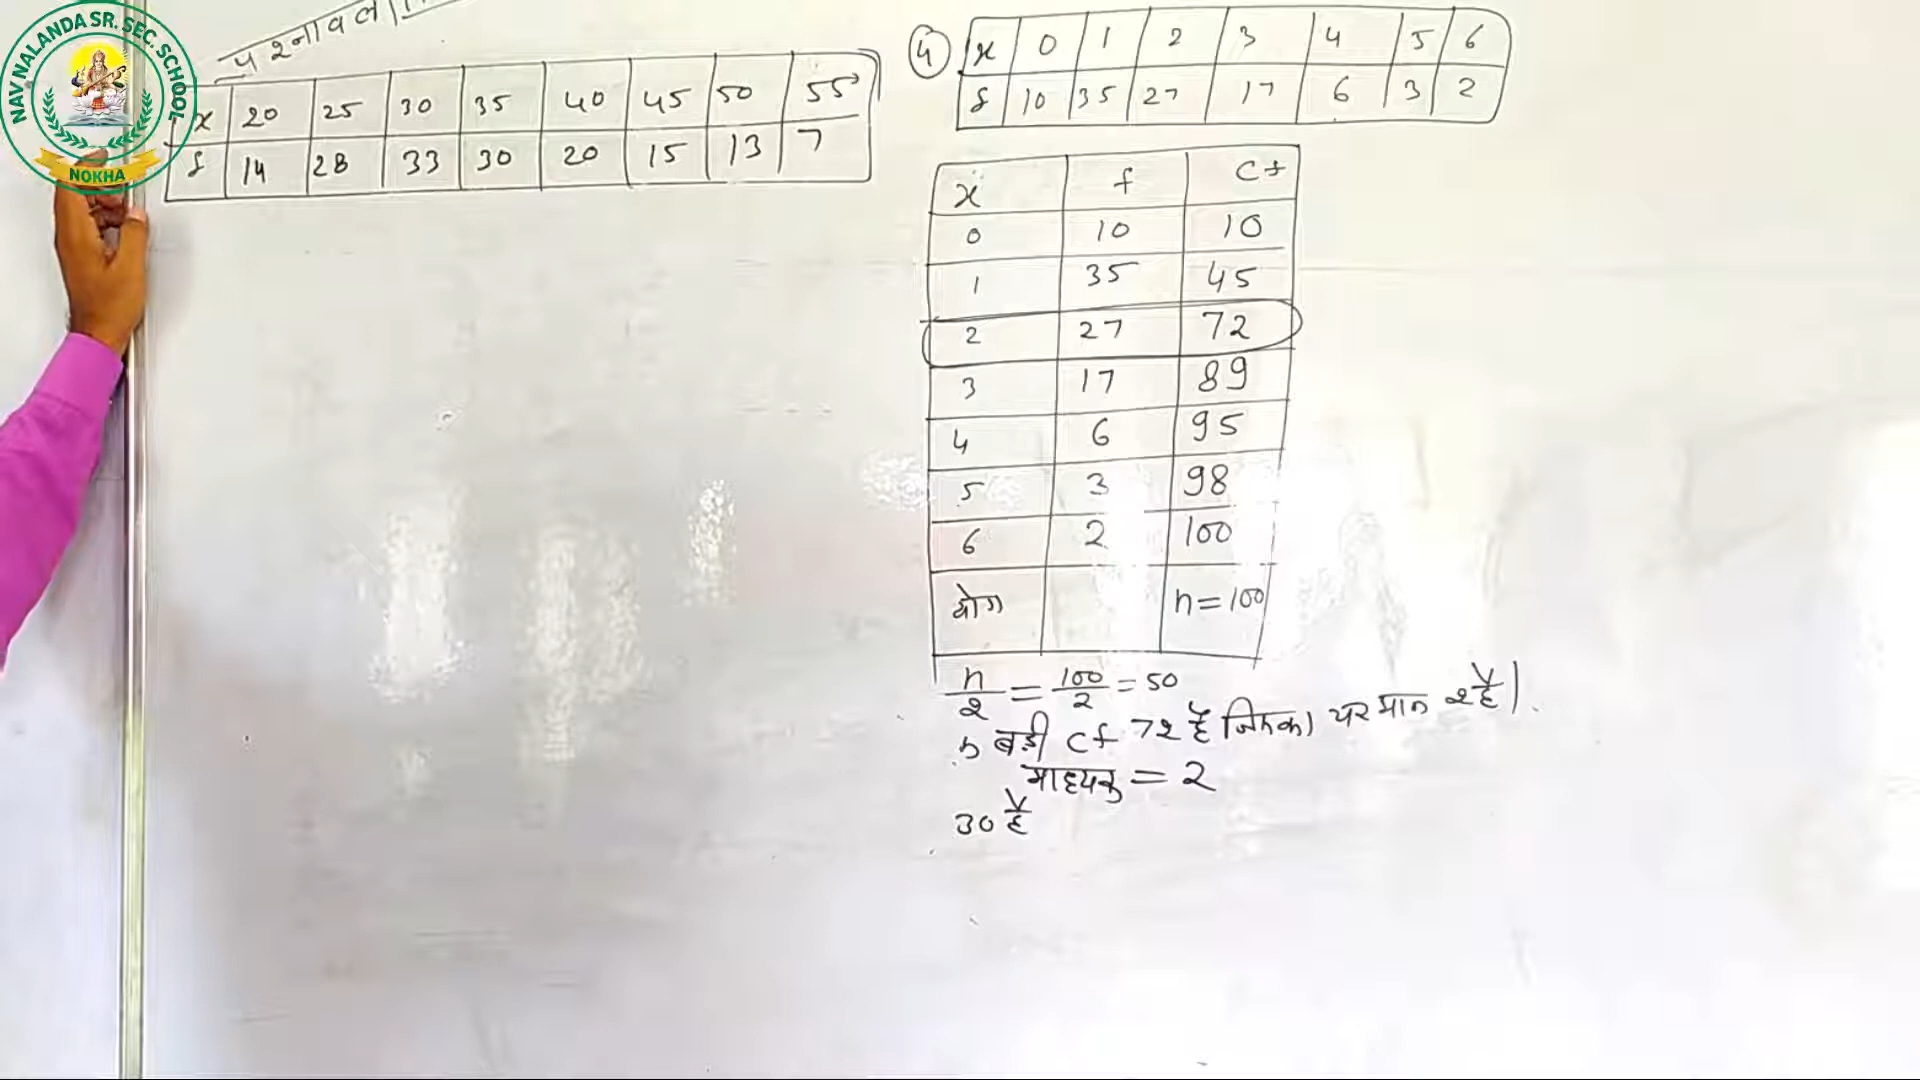 NAV NALANDA SR. SEC. SCHOOL
NOKHA
x 20 25 30 35 40 45 50 55
f 14 28 33 30 20 15 13 7
4 x 0 1 2 3 4 5 6
f 10 35 27 17 6 3 2
x f cf
0 10 10
1 35 45
2 27 72
3 17 89
4 6 95
5 3 98
6 2 100
योग n=100
n/2 = 100/2 = 50
बड़ी cf 72 है जिसका चर मान 2 है।
माध्यक = 2
30 है